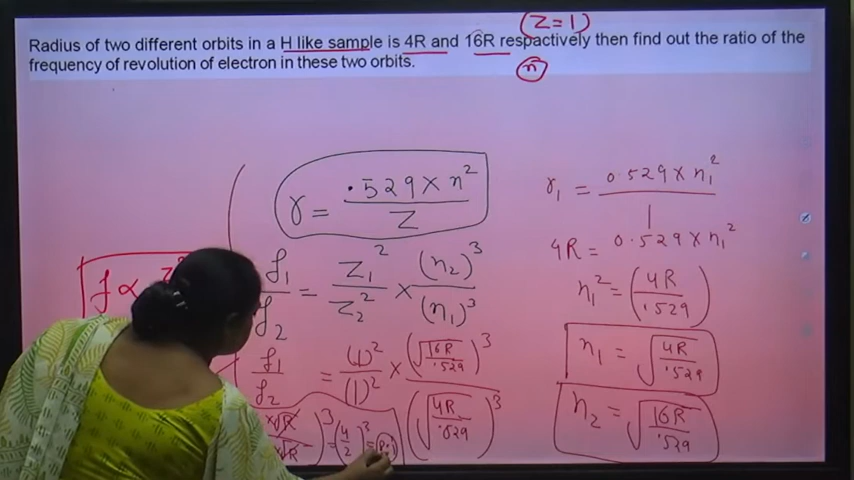 (Z=1)
Radius of two different orbits in a H like sample is 4R and 16R respactively then find out the ratio of the
frequency of revolution of electron in these two orbits.
n
r = .529 × n² / Z
f ∝ Z²
f₁ / f₂ = Z₁² / Z₂² × (n₂)³ / (n₁)³
f₁ / f₂ = (1)² / (1)² × (√(16R / .529))³ / (√(4R / .529))³
)³ = (4/2)³ =
r₁ = 0.529 × n₁² / 1
4R = 0.529 × n₁²
n₁² = (4R / .529)
n₁ = √(4R / .529)
n₂ = √(16R / .529)